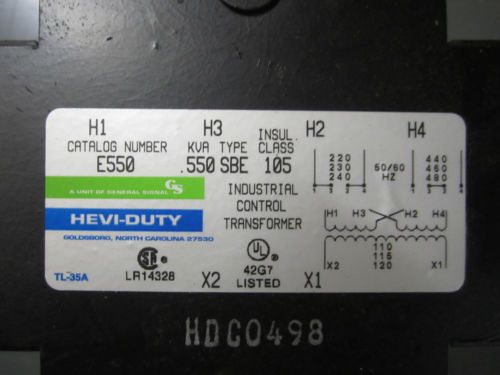 H1 H3 H2 H4
CATALOG NUMBER KVA TYPE INSUL. CLASS
E550 .550 SBE 105
A UNIT OF GENERAL SIGNAL GS
HEVI-DUTY
GOLDSBORO, NORTH CAROLINA 27530
INDUSTRIAL
CONTROL
TRANSFORMER
220
230
240
50/60
HZ
440
460
480
H1 H3 H2 H4
110
115
120
X2 X1
SA
LR14328
UL
42G7
LISTED
X2 X1
TL-35A
HDC0498